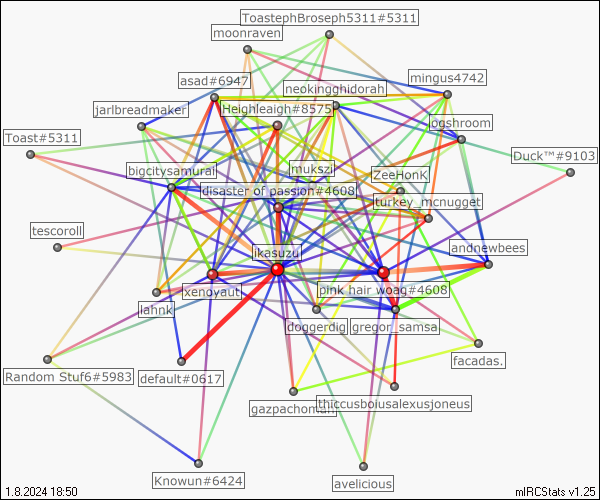 ToastephBroseph5311#5311
moonraven
asad#6947
mingus4742
neokingghidorah
jarlbreadmaker
Heighleaigh#8575
ogshroom
Toast#5311
Duck™#9103
bigcitysamurai
mukszi
ZeeHonK
disaster of passion#4608
turkey_mcnugget
tescoroll
ikasuzu
andrewbees
xenoyaut
pink hair woag#4608
lahnk
doggerdig
gregor_samsa
facadas.
Random Stuf6#5983
default#0617
gazpachoman
thiccusboiusalexusjoneus
Knowun#6424
avelicious
1.8.2024 18:50
mIRCStats v1.25